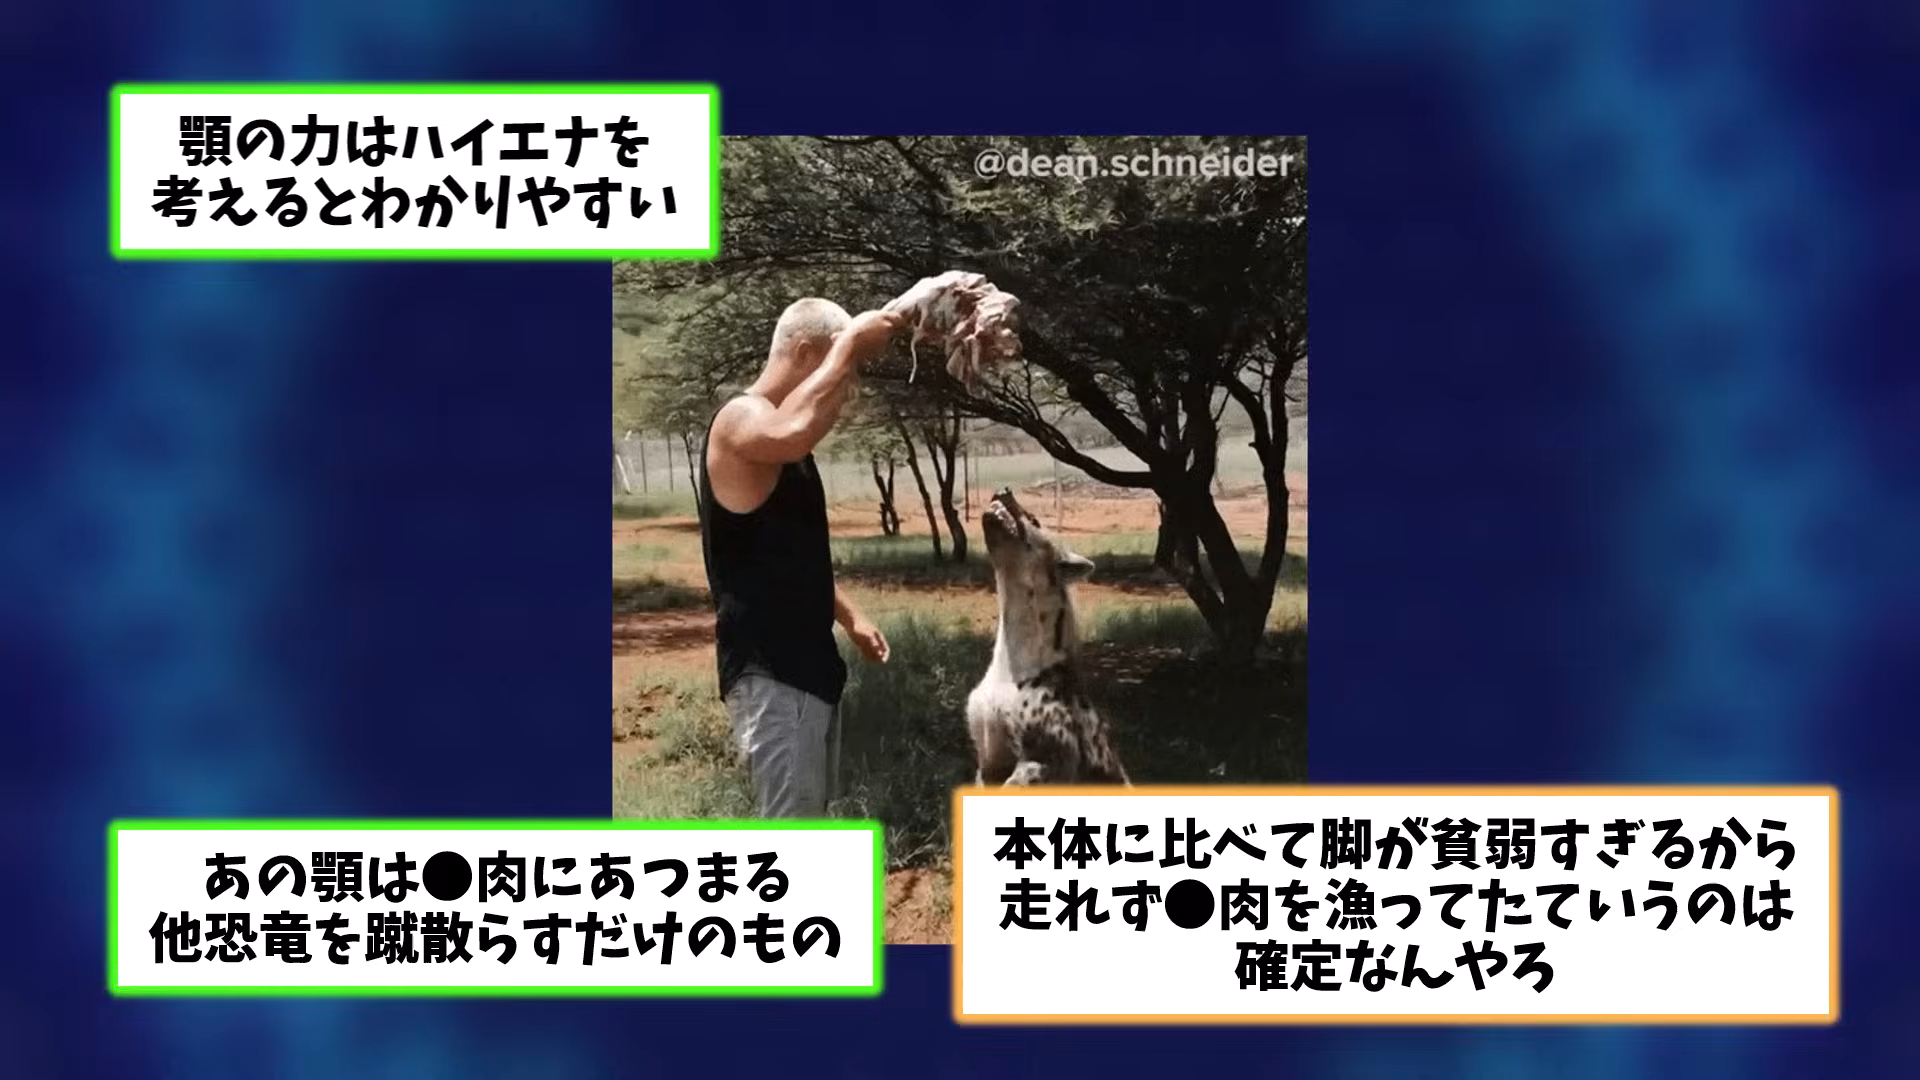 顎の力はハイエナを
考えるとわかりやすい
@dean.schneider
あの顎は●肉にあつまる
他恐竜を蹴散らすだけのもの
本体に比べて脚が貧弱すぎるから
走れず●肉を漁ってたていうのは
確定なんやろ